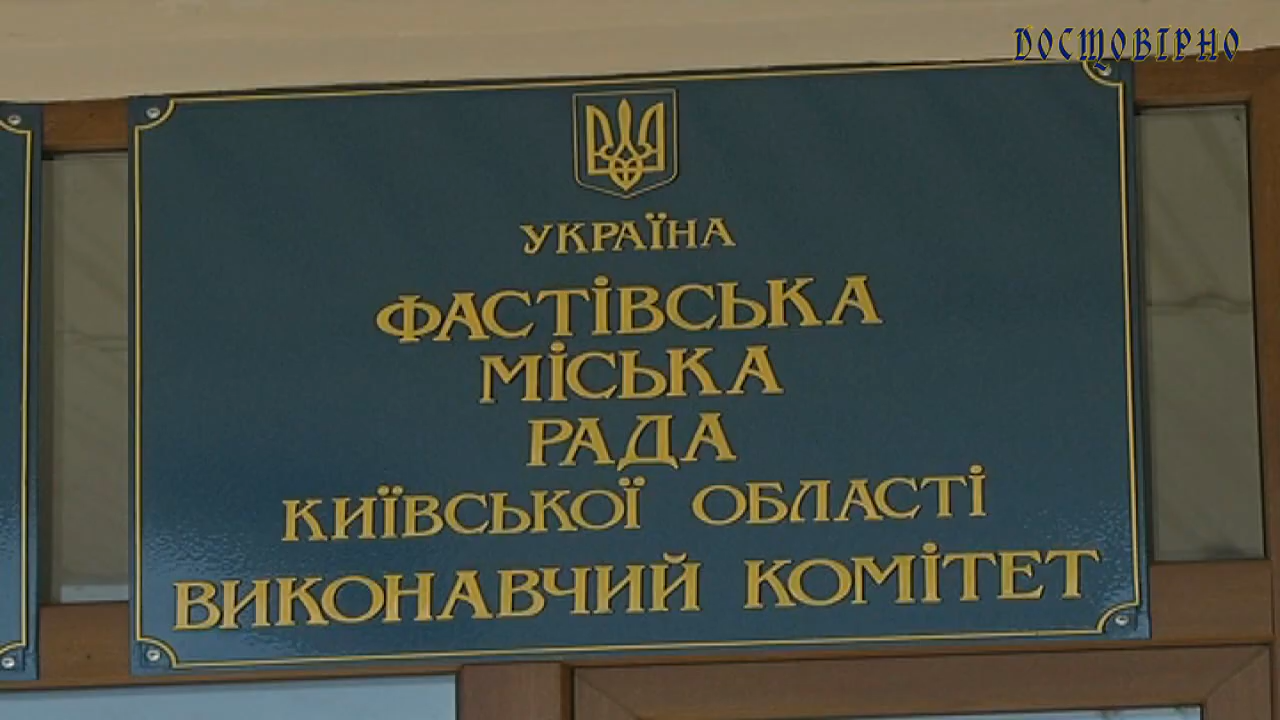 ДОСТОВІРНО
УКРАЇНА
ФАСТІВСЬКА
МІСЬКА
РАДА
КИЇВСЬКОЇ ОБЛАСТІ
ВИКОНАВЧИЙ КОМІТЕТ